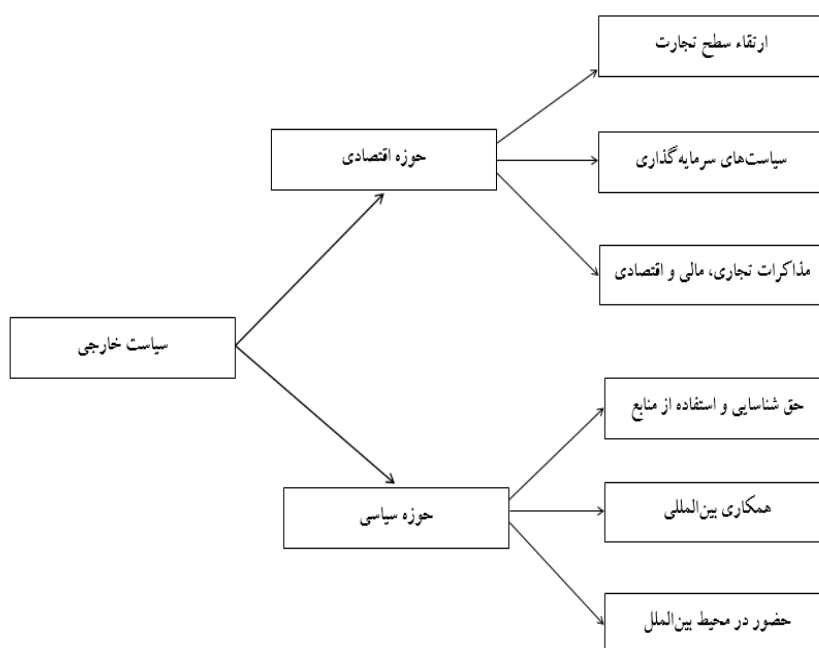 ارتقاء سطح تجارت
حوزه اقتصادی
سیاست‌های سرمایه‌گذاری
مذاکرات تجاری، مالی و اقتصادی
سیاست خارجی
حق شناسایی و استفاده از منابع
حوزه سیاسی
همکاری بین‌المللی
حضور در محیط بین‌الملل